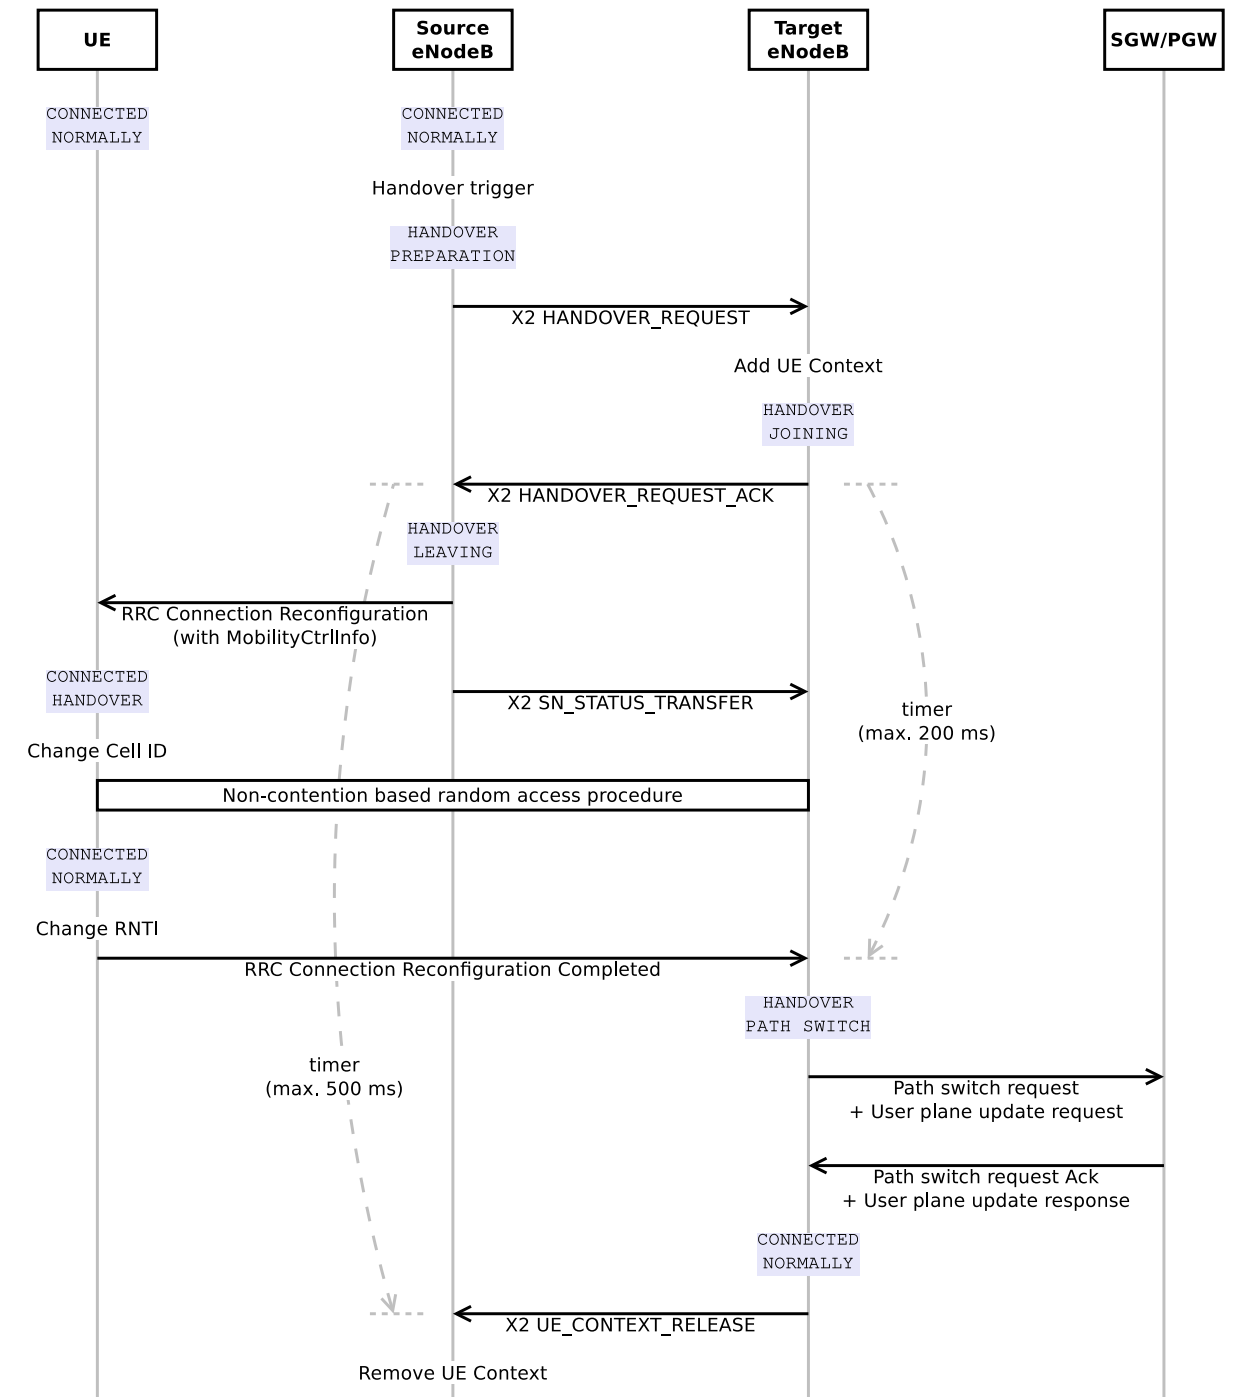 UE
Source
eNodeB
Target
eNodeB
SGW/PGW
CONNECTED
NORMALLY
CONNECTED
NORMALLY
Handover trigger
HANDOVER
PREPARATION
X2 HANDOVER_REQUEST
Add UE Context
HANDOVER
JOINING
X2 HANDOVER_REQUEST_ACK
HANDOVER
LEAVING
RRC Connection Reconfiguration
(with MobilityCtrlInfo)
CONNECTED
HANDOVER
X2 SN_STATUS_TRANSFER
timer
(max. 200 ms)
Change Cell ID
Non-contention based random access procedure
CONNECTED
NORMALLY
Change RNTI
RRC Connection Reconfiguration Completed
HANDOVER
PATH SWITCH
timer
(max. 500 ms)
Path switch request
+ User plane update request
Path switch request Ack
+ User plane update response
CONNECTED
NORMALLY
X2 UE_CONTEXT_RELEASE
Remove UE Context